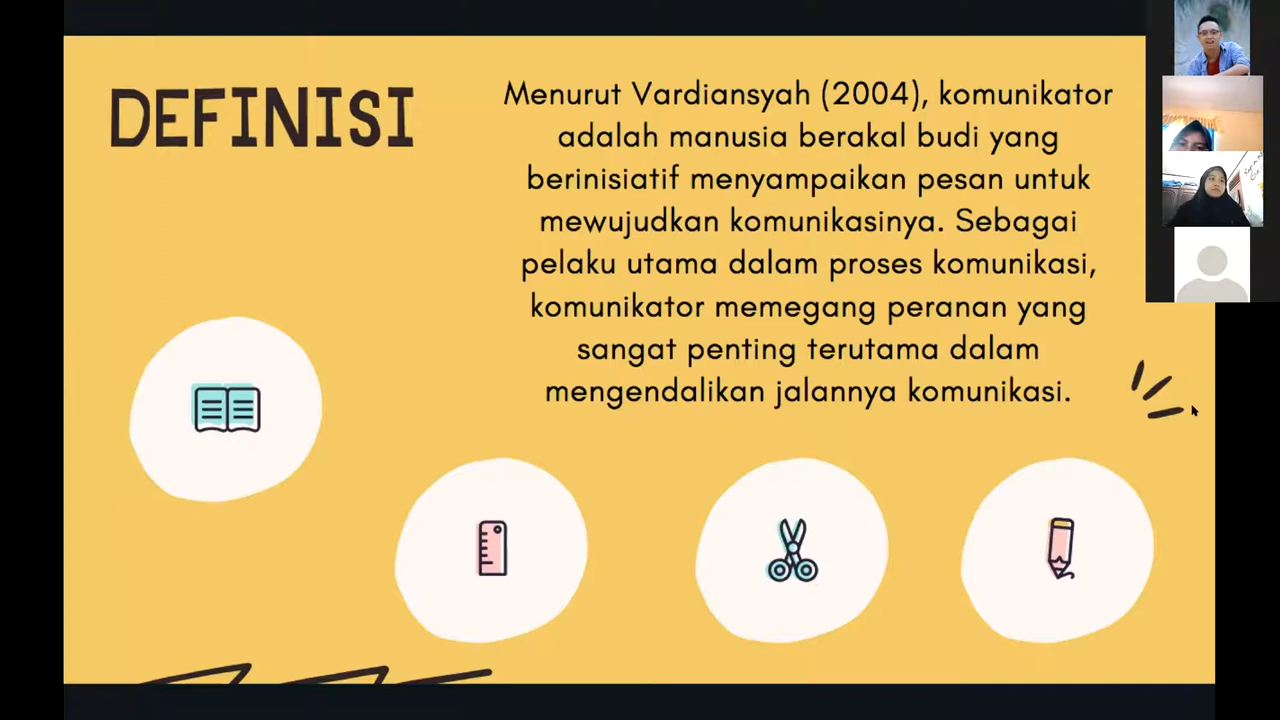 DEFINISI
Menurut Vardiansyah (2004), komunikator
adalah manusia berakal budi yang
berinisiatif menyampaikan pesan untuk
mewujudkan komunikasinya. Sebagai
pelaku utama dalam proses komunikasi,
komunikator memegang peranan yang
sangat penting terutama dalam
mengendalikan jalannya komunikasi.